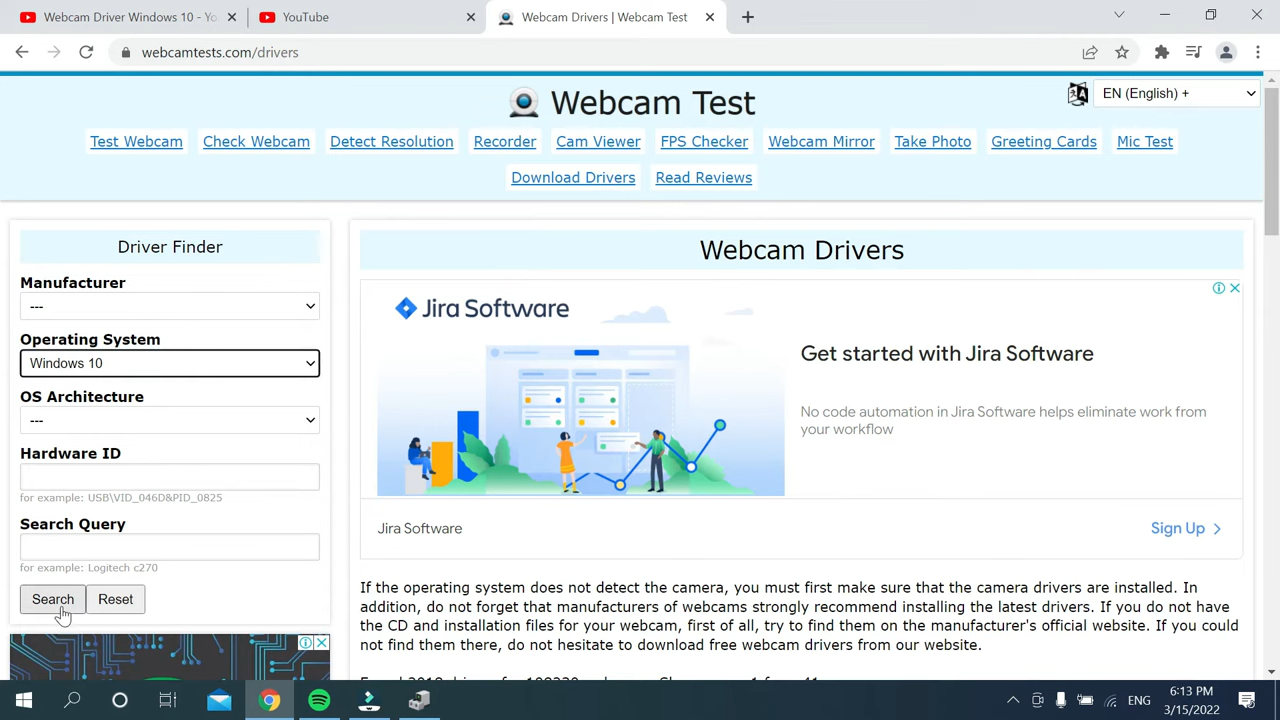 Webcam Driver Windows 10 - Yo
YouTube
Webcam Drivers | Webcam Test
webcamtests.com/drivers
Webcam Test
EN (English) +
Test Webcam Check Webcam Detect Resolution Recorder Cam Viewer FPS Checker Webcam Mirror Take Photo Greeting Cards Mic Test
Download Drivers Read Reviews
Driver Finder
Manufacturer
---
Operating System
Windows 10
OS Architecture
---
Hardware ID
for example: USB\VID_046D&PID_0825
Search Query
for example: Logitech c270
Search Reset
Webcam Drivers
Jira Software
Get started with Jira Software
No code automation in Jira Software helps eliminate work from
your workflow
Jira Software
Sign Up
If the operating system does not detect the camera, you must first make sure that the camera drivers are installed. In
addition, do not forget that manufacturers of webcams strongly recommend installing the latest drivers. If you do not have
the CD and installation files for your webcam, first of all, try to find them on the manufacturer's official website. If you could
not find them there, do not hesitate to download free webcam drivers from our website.
ENG
6:13 PM
3/15/2022